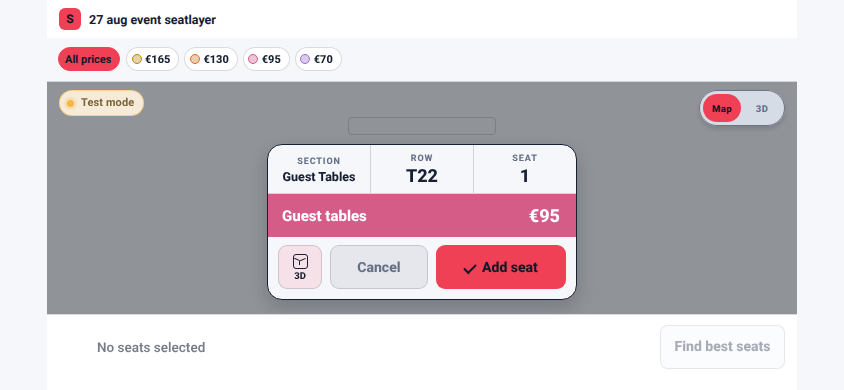 S 27 aug event seatlayer
All prices €165 €130 €95 €70
Test mode
Map 3D
SECTION ROW SEAT
Guest Tables T22 1
Guest tables €95
3D Cancel Add seat
No seats selected Find best seats